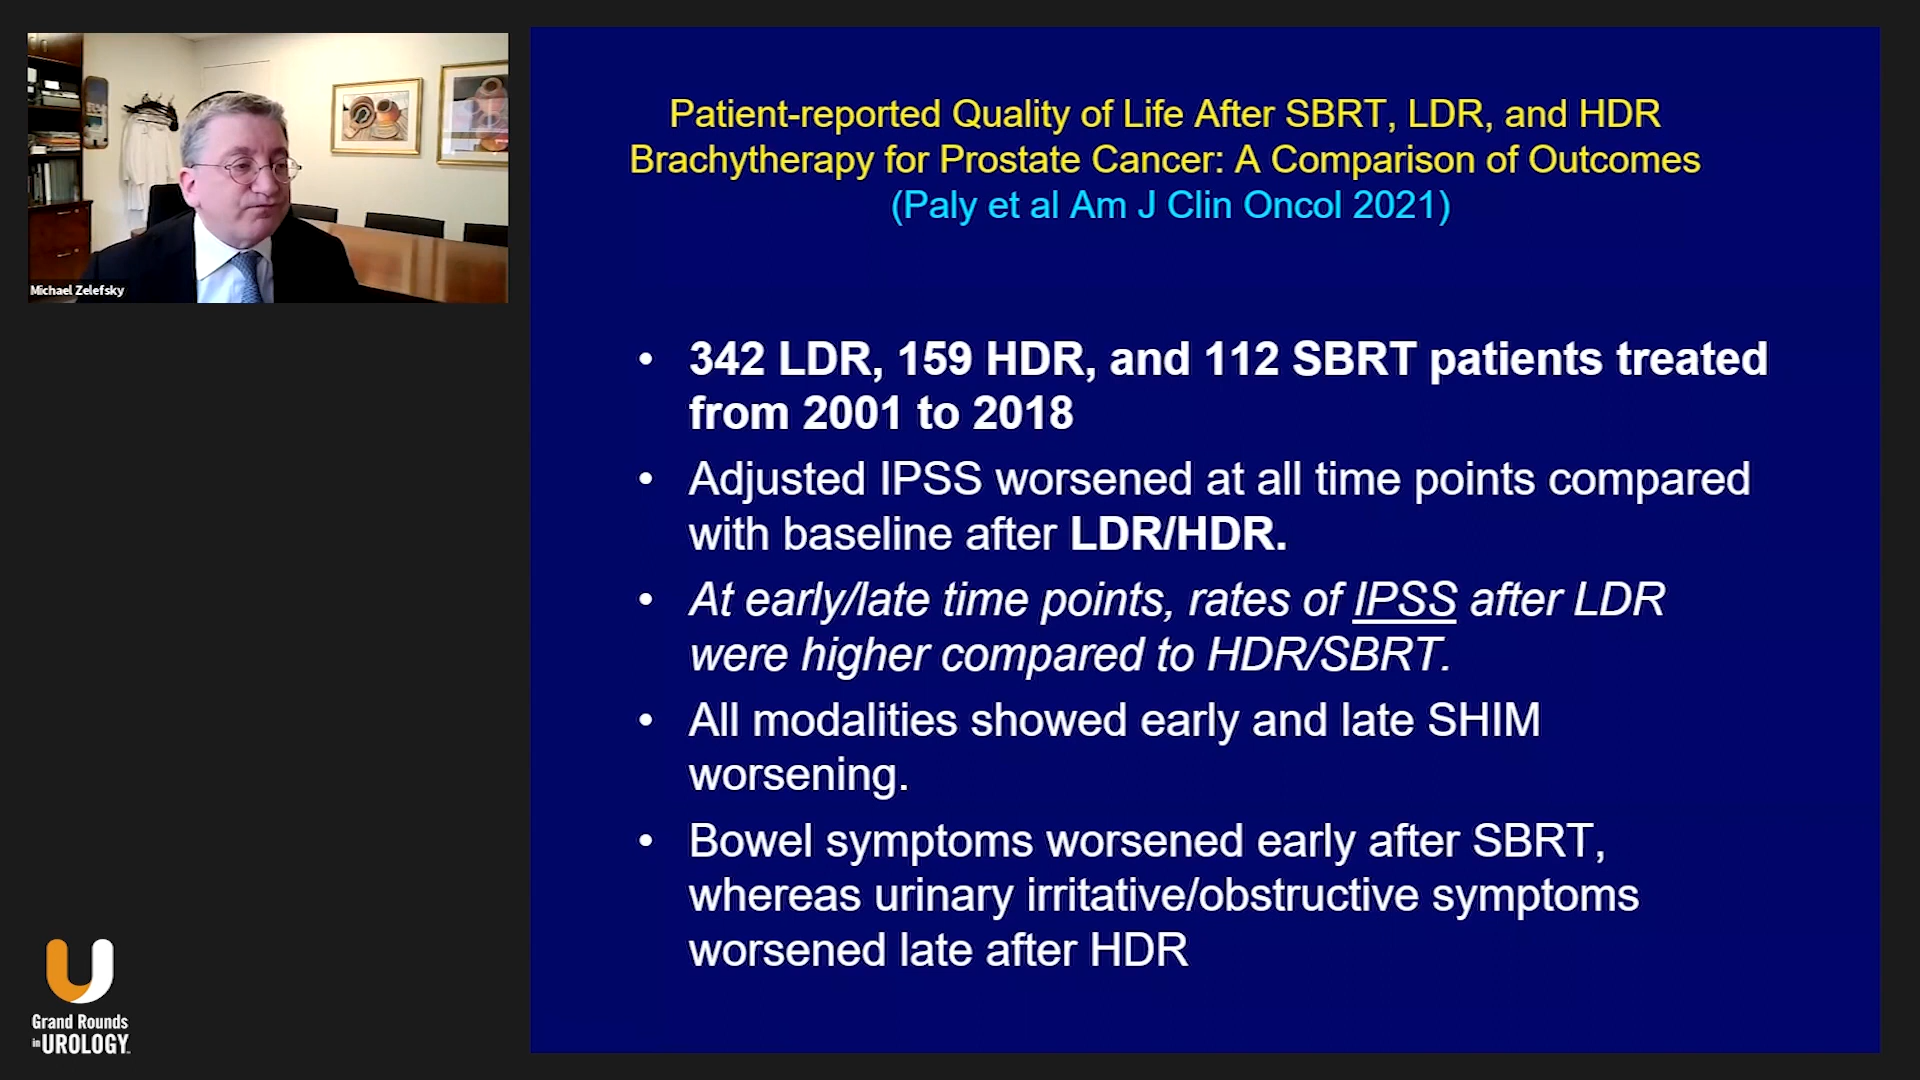 Michael Zelefsky
Patient-reported Quality of Life After SBRT, LDR, and HDR
Brachytherapy for Prostate Cancer: A Comparison of Outcomes
(Paly et al Am J Clin Oncol 2021)
• 342 LDR, 159 HDR, and 112 SBRT patients treated
from 2001 to 2018
• Adjusted IPSS worsened at all time points compared
with baseline after LDR/HDR.
• At early/late time points, rates of IPSS after LDR
were higher compared to HDR/SBRT.
• All modalities showed early and late SHIM
worsening.
• Bowel symptoms worsened early after SBRT,
whereas urinary irritative/obstructive symptoms
worsened late after HDR
Grand Rounds
in UROLOGY